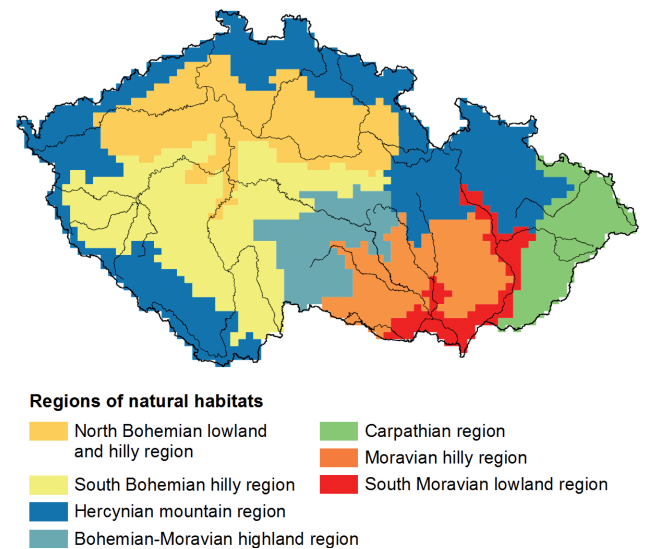 Regions of natural habitats
North Bohemian lowland
and hilly region
South Bohemian hilly region
Hercynian mountain region
Bohemian-Moravian highland region
Carpathian region
Moravian hilly region
South Moravian lowland region